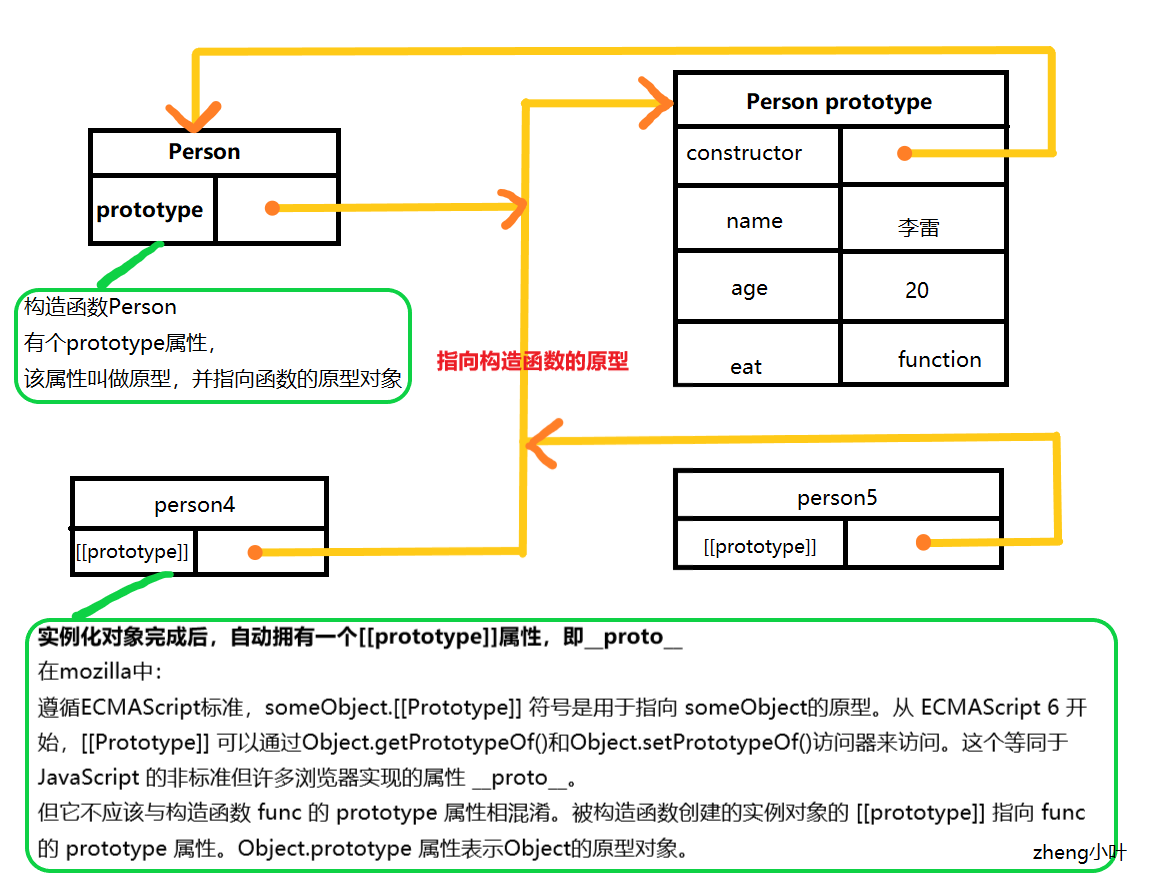 Person prototype
Person
constructor
prototype
name
李雷
age
20
构造函数Person
有个prototype属性，
该属性叫做原型，并指向函数的原型对象
指向构造函数的原型
eat
function
person4
person5
[[prototype]]
[[prototype]]
实例化对象完成后，自动拥有一个[[prototype]]属性，即__proto__
在mozilla中：
遵循ECMAScript标准，someObject.[[Prototype]] 符号是用于指向 someObject的原型。从 ECMAScript 6 开
始，[[Prototype]] 可以通过Object.getPrototypeOf()和Object.setPrototypeOf()访问器来访问。这个等同于
JavaScript 的非标准但许多浏览器实现的属性 __proto__。
但它不应该与构造函数 func 的 prototype 属性相混淆。被构造函数创建的实例对象的 [[prototype]] 指向 func
的 prototype 属性。Object.prototype 属性表示Object的原型对象。
zheng小叶